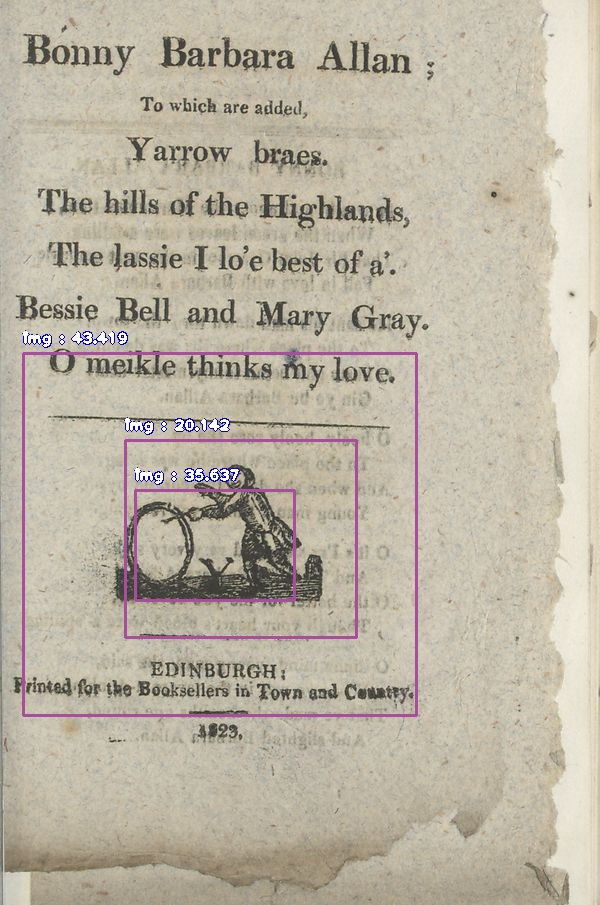 Bonny Barbara Allan;
To which are added,
Yarrow braes.
The hills of the Highlands,
The lassie I lo'e best of a'.
Bessie Bell and Mary Gray.
img : 43.419
O meikle thinks my love.
img : 20.142
img : 35.637
Y
EDINBURGH;
Printed for the Booksellers in Town and Country.
1823.